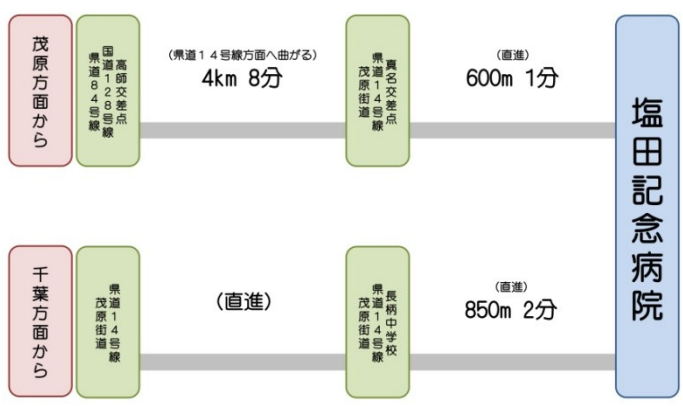 茂原方面から
高師交差点
国道128号線
県道84号線
(県道14号線方面へ曲がる)
4km 8分
真名交差点
県道14号線
茂原街道
(直進)
600m 1分
塩田記念病院
千葉方面から
県道14号線
茂原街道
(直進)
長柄中学校
県道14号線
茂原街道
(直進)
850m 2分